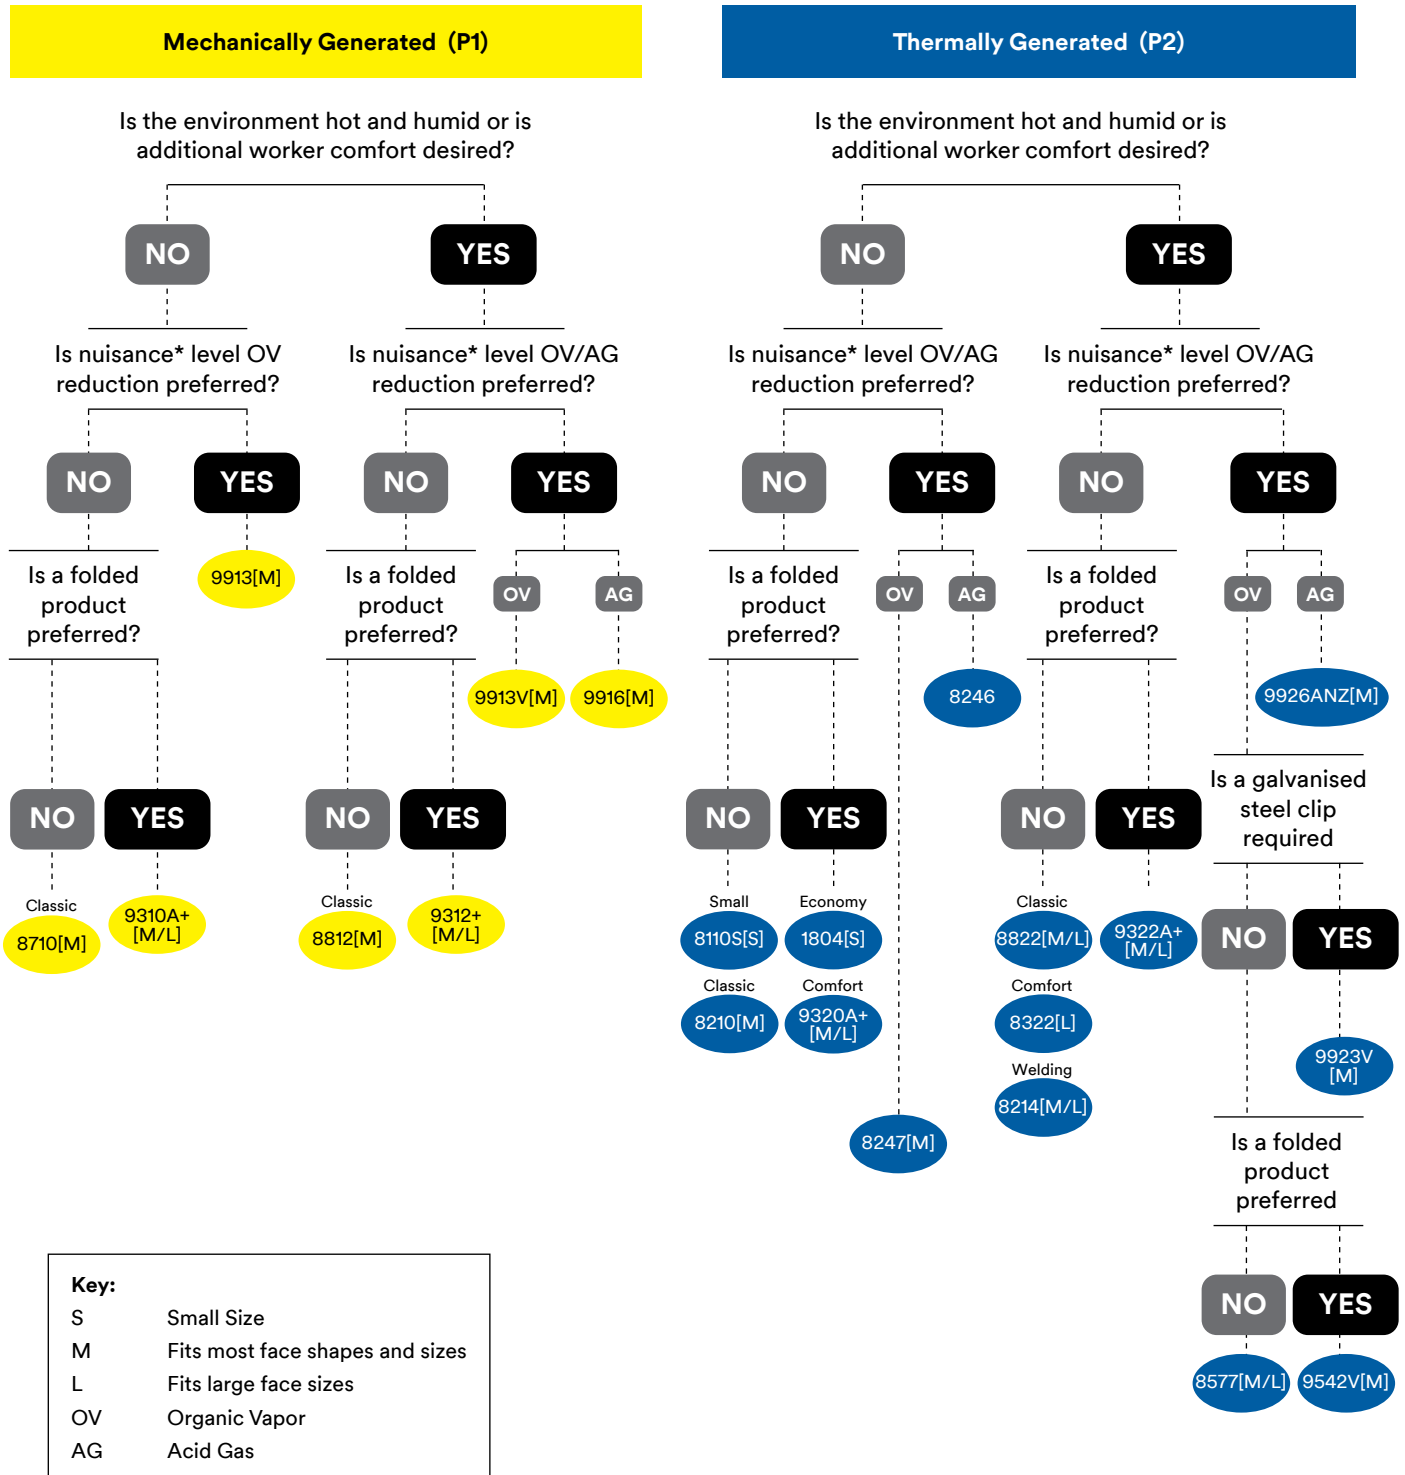 Mechanically Generated (P1)
Is the environment hot and humid or is
additional worker comfort desired?
NO
YES
Is nuisance* level OV
reduction preferred?
Is nuisance* level OV/AG
reduction preferred?
NO
YES
NO
YES
Is a folded
product
preferred?
9913[M]
Is a folded
product
preferred?
OV
AG
9913V[M]
9916[M]
NO
YES
NO
YES
Classic
8710[M]
9310A+
[M/L]
Classic
8812[M]
9312+
[M/L]
Thermally Generated (P2)
Is the environment hot and humid or is
additional worker comfort desired?
NO
YES
Is nuisance* level OV/AG
reduction preferred?
Is nuisance* level OV/AG
reduction preferred?
NO
YES
NO
YES
Is a folded
product
preferred?
OV
AG
Is a folded
product
preferred?
OV
AG
8246
9926ANZ[M]
NO
YES
NO
YES
Is a galvanised
steel clip
required
Small
8110S[S]
Economy
1804[S]
Classic
8210[M]
Comfort
9320A+
[M/L]
8247[M]
Classic
8822[M/L]
9322A+
[M/L]
Comfort
8322[L]
Welding
8214[M/L]
NO
YES
9923V
[M]
Is a folded
product
preferred
NO
YES
8577[M/L]
9542V[M]
Key:
S Small Size
M Fits most face shapes and sizes
L Fits large face sizes
OV Organic Vapor
AG Acid Gas